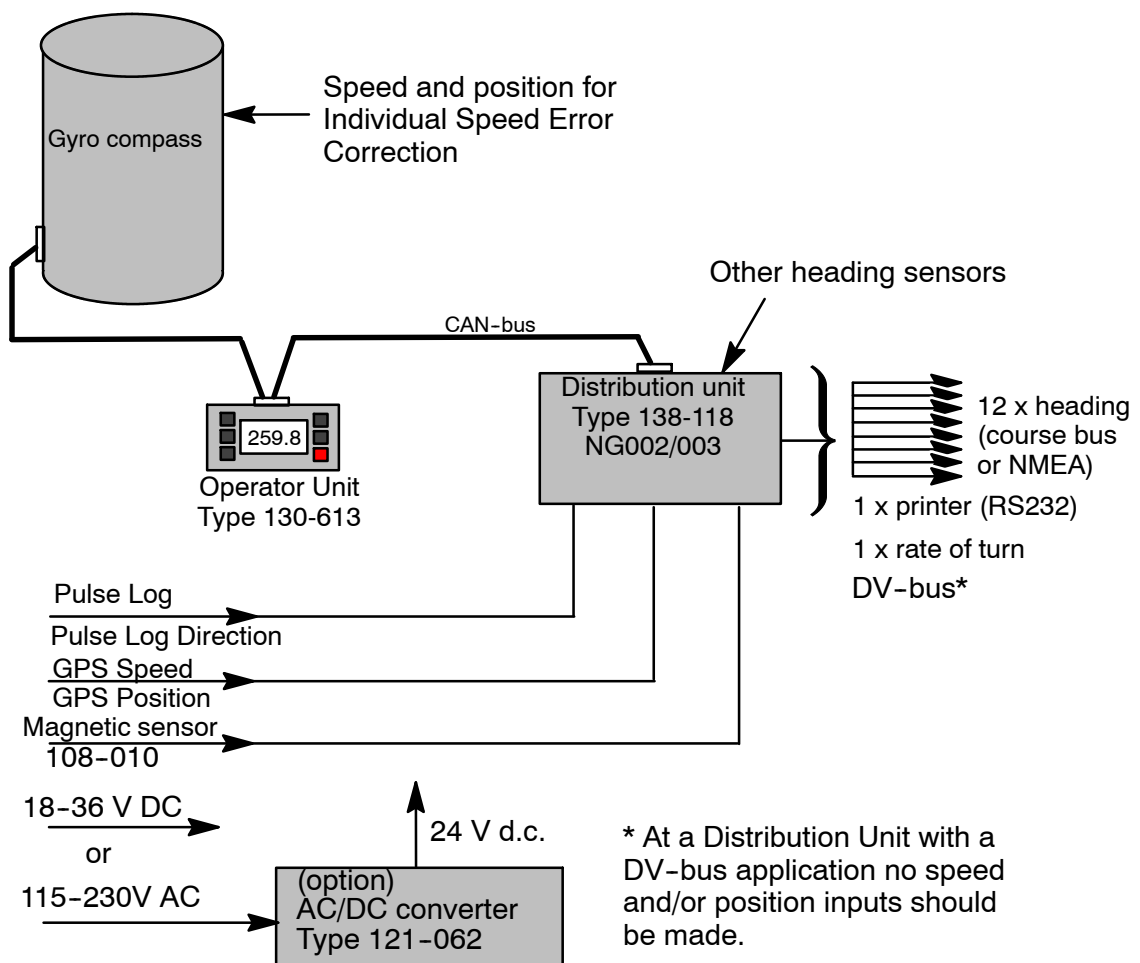 Speed and position for
Individual Speed Error
Correction
Gyro compass
Other heading sensors
CAN-bus
Distribution unit
Type 138-118
NG002/003
12 x heading
(course bus
or NMEA)
259.8
Operator Unit
Type 130-613
1 x printer (RS232)
1 x rate of turn
DV-bus*
Pulse Log
Pulse Log Direction
GPS Speed
GPS Position
Magnetic sensor
108-010
18-36 V DC
or
115-230V AC
24 V d.c.
(option)
AC/DC converter
Type 121-062
* At a Distribution Unit with a
DV-bus application no speed
and/or position inputs should
be made.